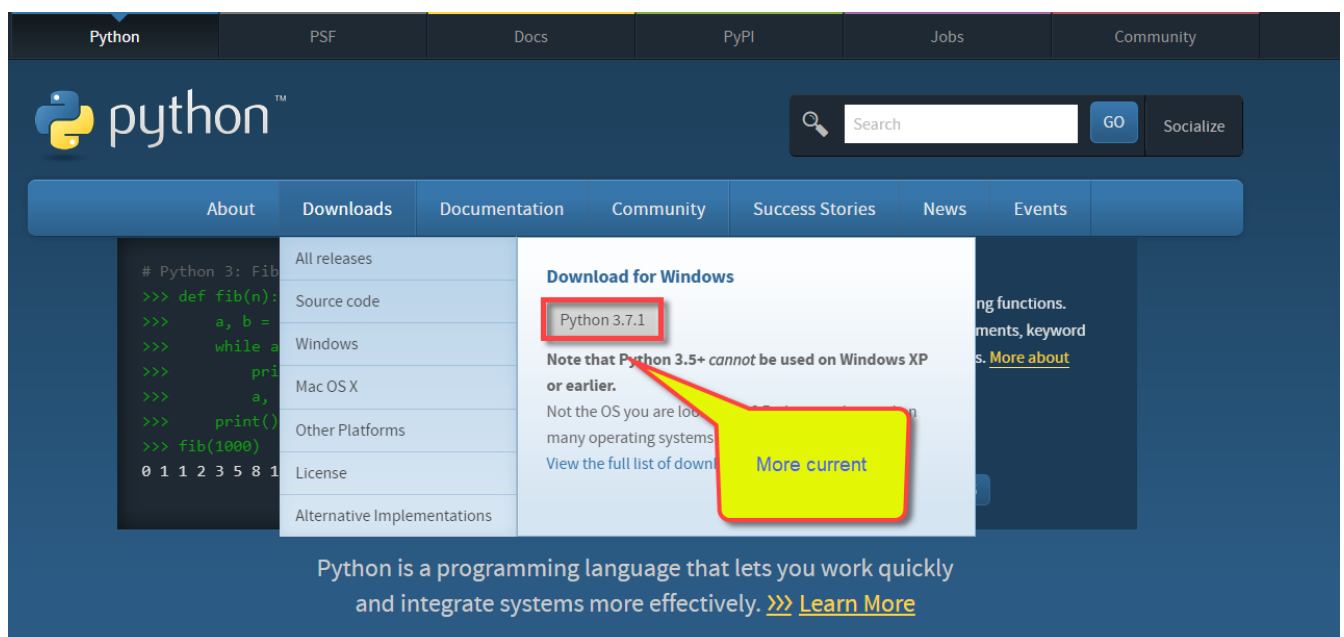 Python PSF Docs PyPI Jobs Community
python™
Search GO Socialize
About Downloads Documentation Community Success Stories News Events
# Python 3: Fib
>>> def fib(n):
>>> a, b =
>>> while a
>>> pri
>>> a,
>>> print()
>>> fib(1000)
0 1 1 2 3 5 8 1
All releases
Source code
Windows
Mac OS X
Other Platforms
License
Alternative Implementations
Download for Windows
Python 3.7.1
Note that Python 3.5+ cannot be used on Windows XP
or earlier.
Not the OS you are
many operating systems
View the full list of downl
More current
ng functions.
ments, keyword
s. More about
Python is a programming language that lets you work quickly
and integrate systems more effectively. >>> Learn More